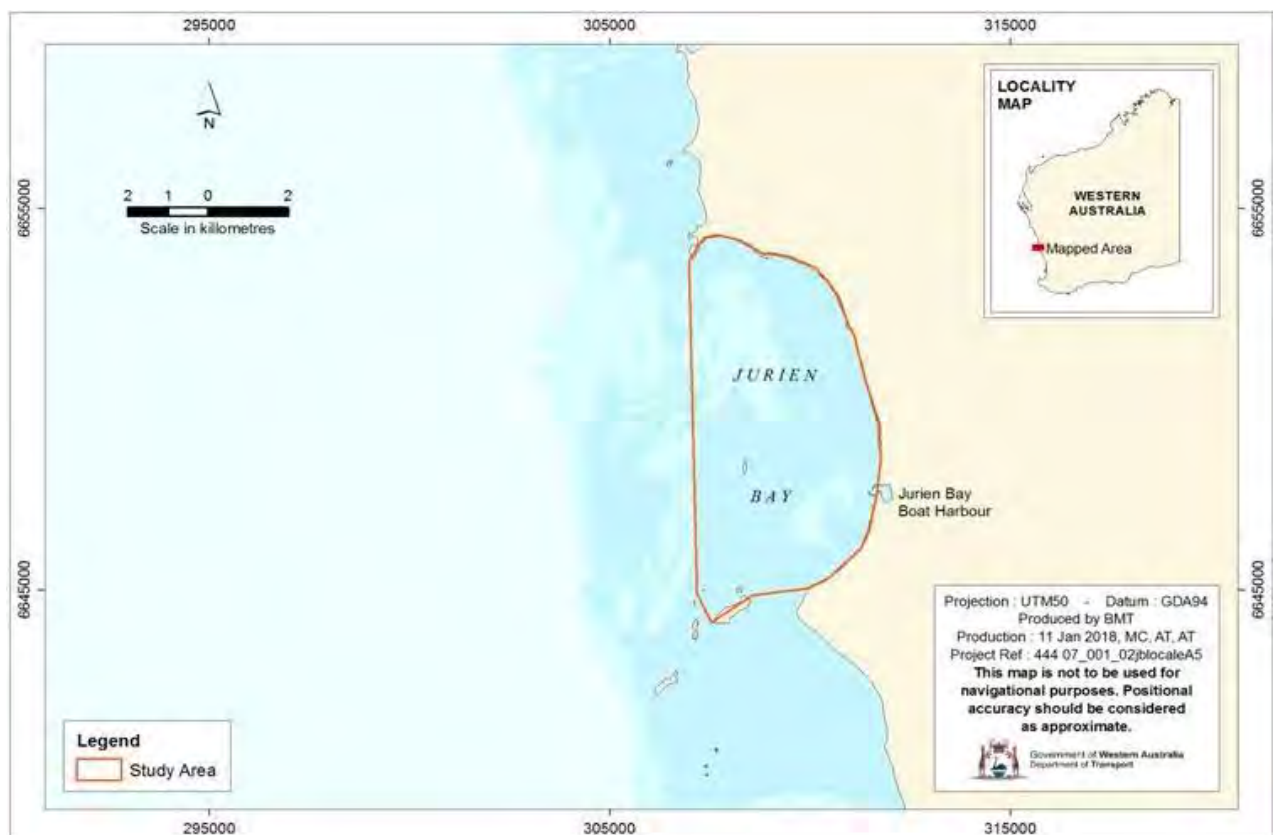 295000
305000
315000
N
2 1 0 2
Scale in kilometres
LOCALITY
MAP
WESTERN
AUSTRALIA
Mapped Area
6655000
6655000
JURIEN
BAY
Jurien Bay
Boat Harbour
6645000
6645000
Projection : UTM50 - Datum : GDA94
Produced by BMT
Production : 11 Jan 2018, MC, AT, AT
Project Ref : 444 07_001_02jblocaleA5
This map is not to be used for
navigational purposes. Positional
accuracy should be considered
as approximate.
Government of Western Australia
Department of Transport
Legend
Study Area
295000
305000
315000